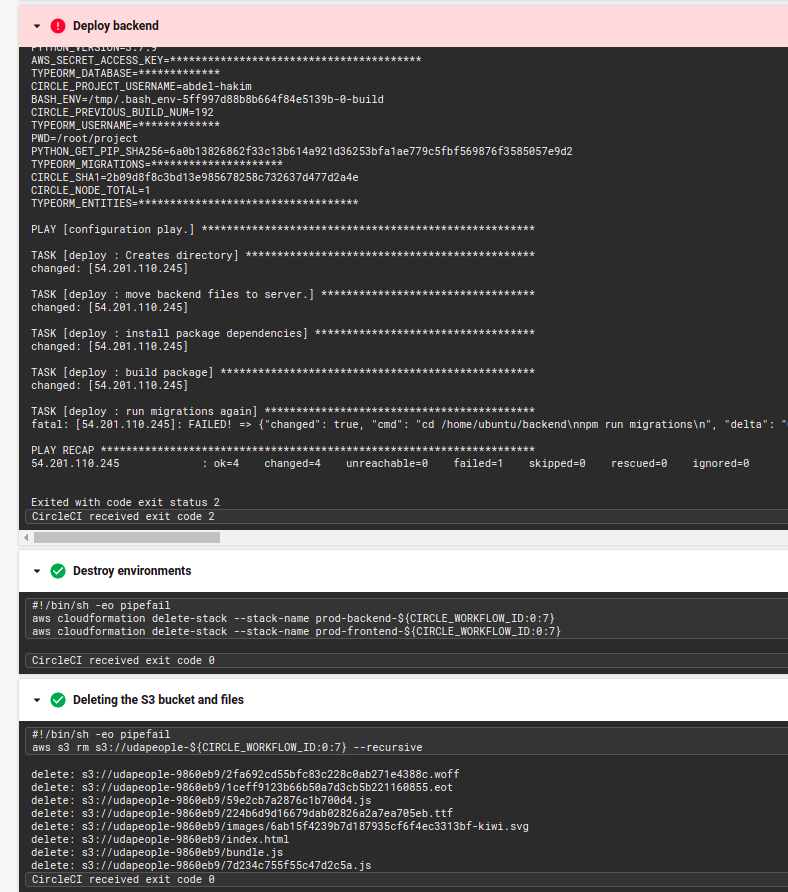 Deploy backend
PYTHON_VERSION=3.7.9
AWS_SECRET_ACCESS_KEY=****************************************
TYPEORM_DATABASE=*************
CIRCLE_PROJECT_USERNAME=abdel-hakim
BASH_ENV=/tmp/.bash_env-5ff997d88b8b664f84e5139b-0-build
CIRCLE_PREVIOUS_BUILD_NUM=192
TYPEORM_USERNAME=*************
PWD=/root/project
PYTHON_GET_PIP_SHA256=6a0b13826862f33c13b614a921d36253bfa1ae779c5fbf569876f3585057e9d2
TYPEORM_MIGRATIONS=*********************
CIRCLE_SHA1=2b09d8f8c3bd13e985678258c732637d477d2a4e
CIRCLE_NODE_TOTAL=1
TYPEORM_ENTITIES=***********************************
PLAY [configuration play.] *****************************************************
TASK [deploy : Creates directory] **********************************************
changed: [54.201.110.245]
TASK [deploy : move backend files to server.] **********************************
changed: [54.201.110.245]
TASK [deploy : install package dependencies] ***********************************
changed: [54.201.110.245]
TASK [deploy : build package] **************************************************
changed: [54.201.110.245]
TASK [deploy : run migrations again] *******************************************
fatal: [54.201.110.245]: FAILED! => {"changed": true, "cmd": "cd /home/ubuntu/backend\nnpm run migrations\n", "delta": "
PLAY RECAP *********************************************************************
54.201.110.245 : ok=4 changed=4 unreachable=0 failed=1 skipped=0 rescued=0 ignored=0
Exited with code exit status 2
CircleCI received exit code 2
Destroy environments
#!/bin/sh -eo pipefail
aws cloudformation delete-stack --stack-name prod-backend-${CIRCLE_WORKFLOW_ID:0:7}
aws cloudformation delete-stack --stack-name prod-frontend-${CIRCLE_WORKFLOW_ID:0:7}
CircleCI received exit code 0
Deleting the S3 bucket and files
#!/bin/sh -eo pipefail
aws s3 rm s3://udapeople-${CIRCLE_WORKFLOW_ID:0:7} --recursive
delete: s3://udapeople-9860eb9/2fa692cd55bfc83c228c0ab271e4388c.woff
delete: s3://udapeople-9860eb9/1ceff9123b66b50a7d3cb5b221160855.eot
delete: s3://udapeople-9860eb9/59e2cb7a2876c1b700d4.js
delete: s3://udapeople-9860eb9/224b6d9d16679dab02826a2a7ea705eb.ttf
delete: s3://udapeople-9860eb9/images/6ab15f4239b7d187935cf6f4ec3313bf-kiwi.svg
delete: s3://udapeople-9860eb9/index.html
delete: s3://udapeople-9860eb9/bundle.js
delete: s3://udapeople-9860eb9/7d234c755f55c47d2c5a.js
CircleCI received exit code 0